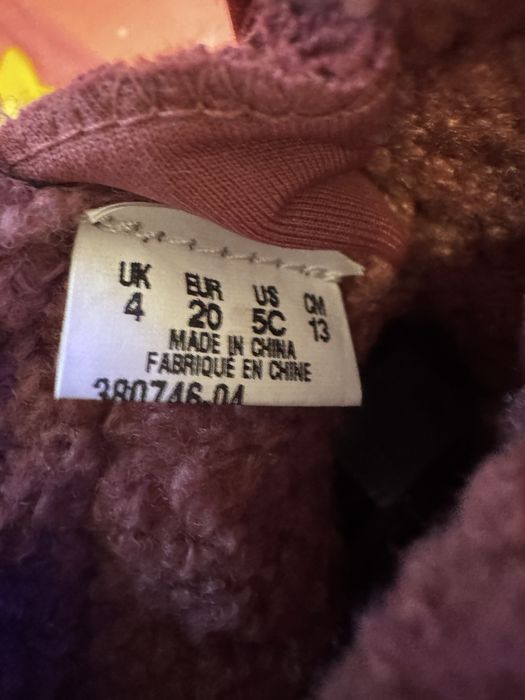 UK EUR US CM
4 20 5C 13
MADE IN CHINA
FABRIQUÉ EN CHINE
380746-04